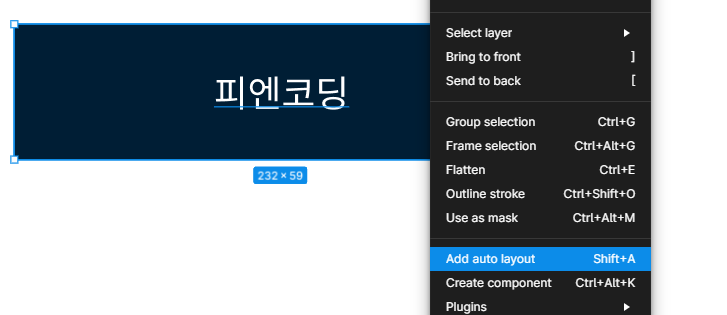 피엔코딩
232 × 59
Select layer
Bring to front ]
Send to back [
Group selection Ctrl+G
Frame selection Ctrl+Alt+G
Flatten Ctrl+E
Outline stroke Ctrl+Shift+O
Use as mask Ctrl+Alt+M
Add auto layout Shift+A
Create component Ctrl+Alt+K
Plugins